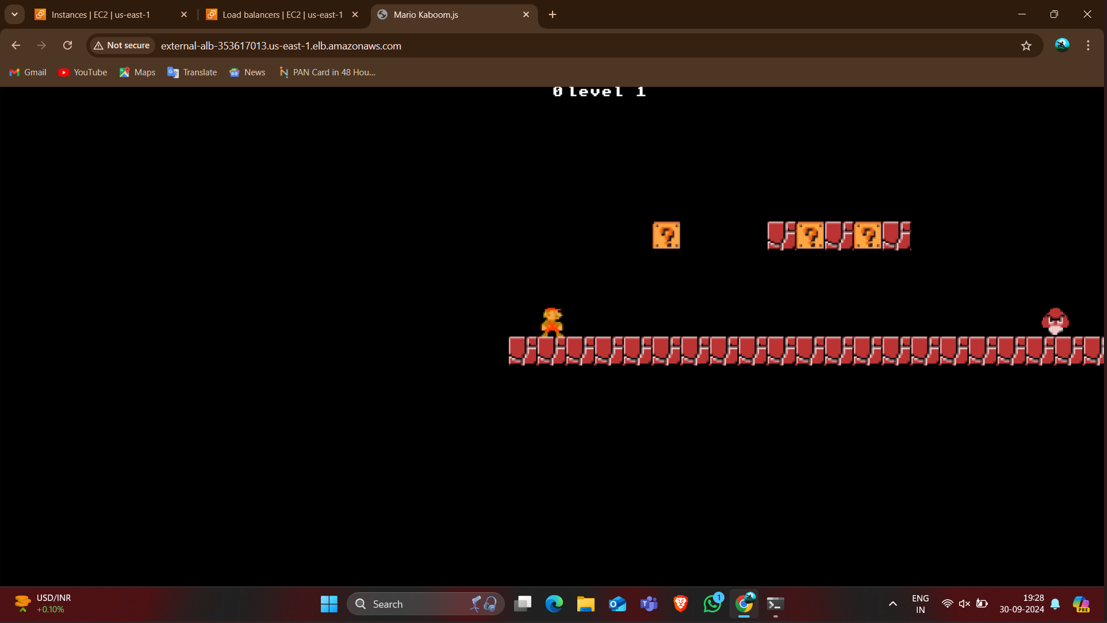 Instances | EC2 | us-east-1
Load balancers | EC2 | us-east-1
Mario Kaboom.js
Not secure
external-alb-353617013.us-east-1.elb.amazonaws.com
Gmail
YouTube
Maps
Translate
News
PAN Card in 48 Hou...
0 level 1
? ? ?
USD/INR
+0.10%
Search
1
ENG
IN
19:28
30-09-2024
PRE